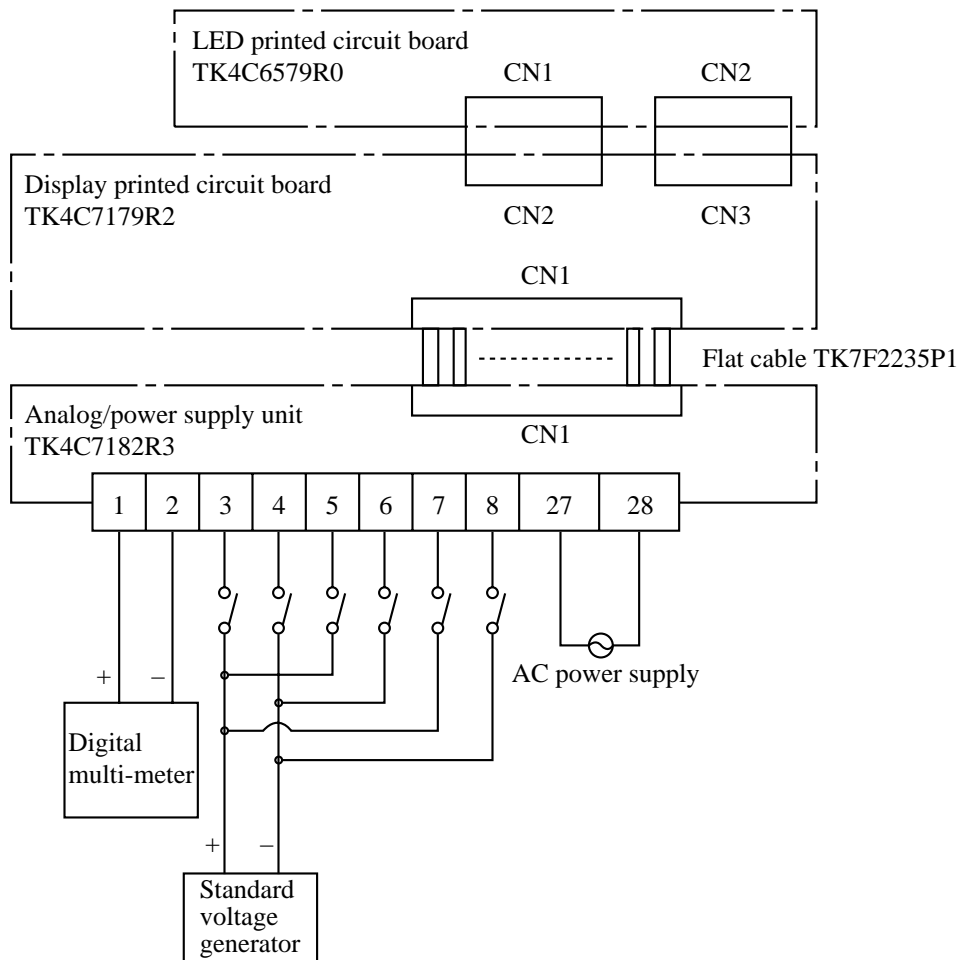 LED printed circuit board
TK4C6579R0
CN1
CN2
Display printed circuit board
TK4C7179R2
CN2
CN3
CN1
Flat cable TK7F2235P1
Analog/power supply unit
TK4C7182R3
CN1
1 2 3 4 5 6 7 8 27 28
AC power supply
+ −
Digital
multi-meter
+ −
Standard
voltage
generator